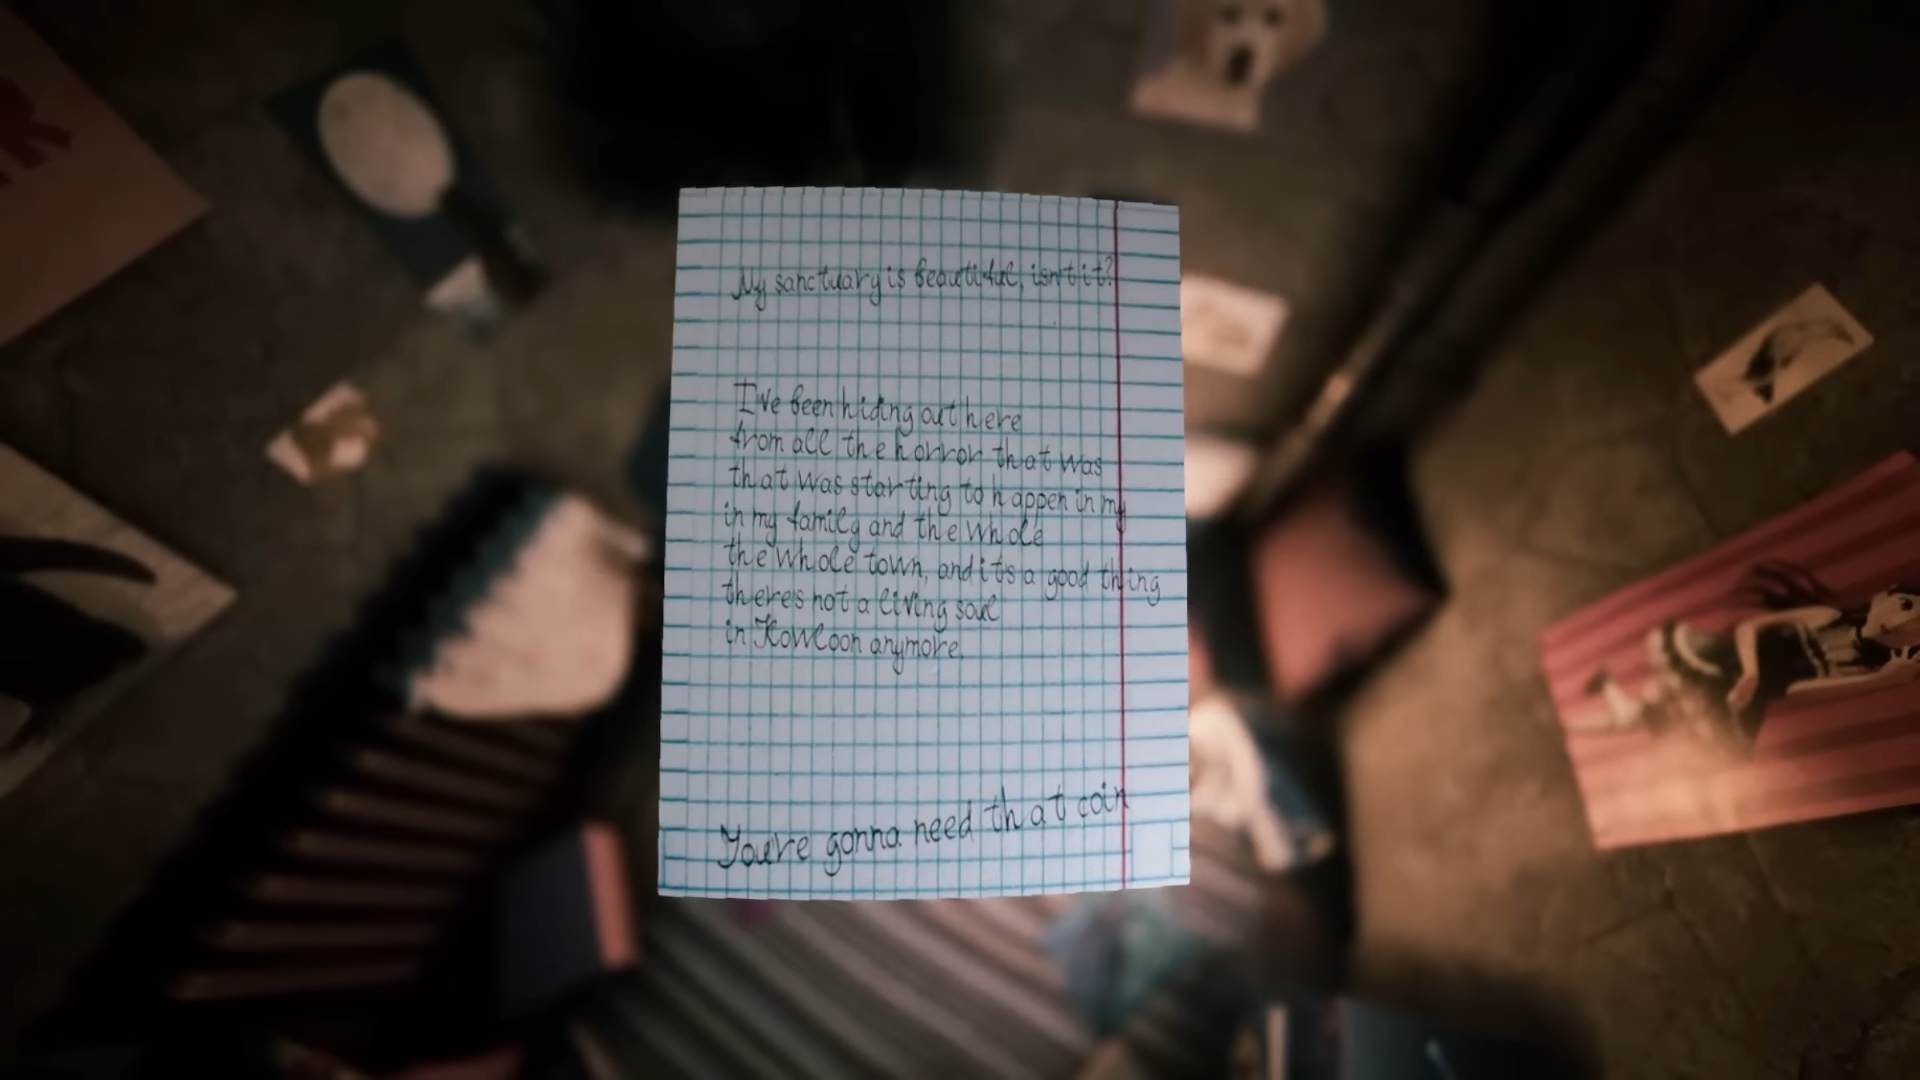 My sanctuary is beautiful, isn't it?
I've been hiding out here
from all the horror that was
that was starting to happen in my
in my family and the whole
the whole town, and it's a good thing
there's not a living soul
in Kowloon anymore.
You're gonna need that coin